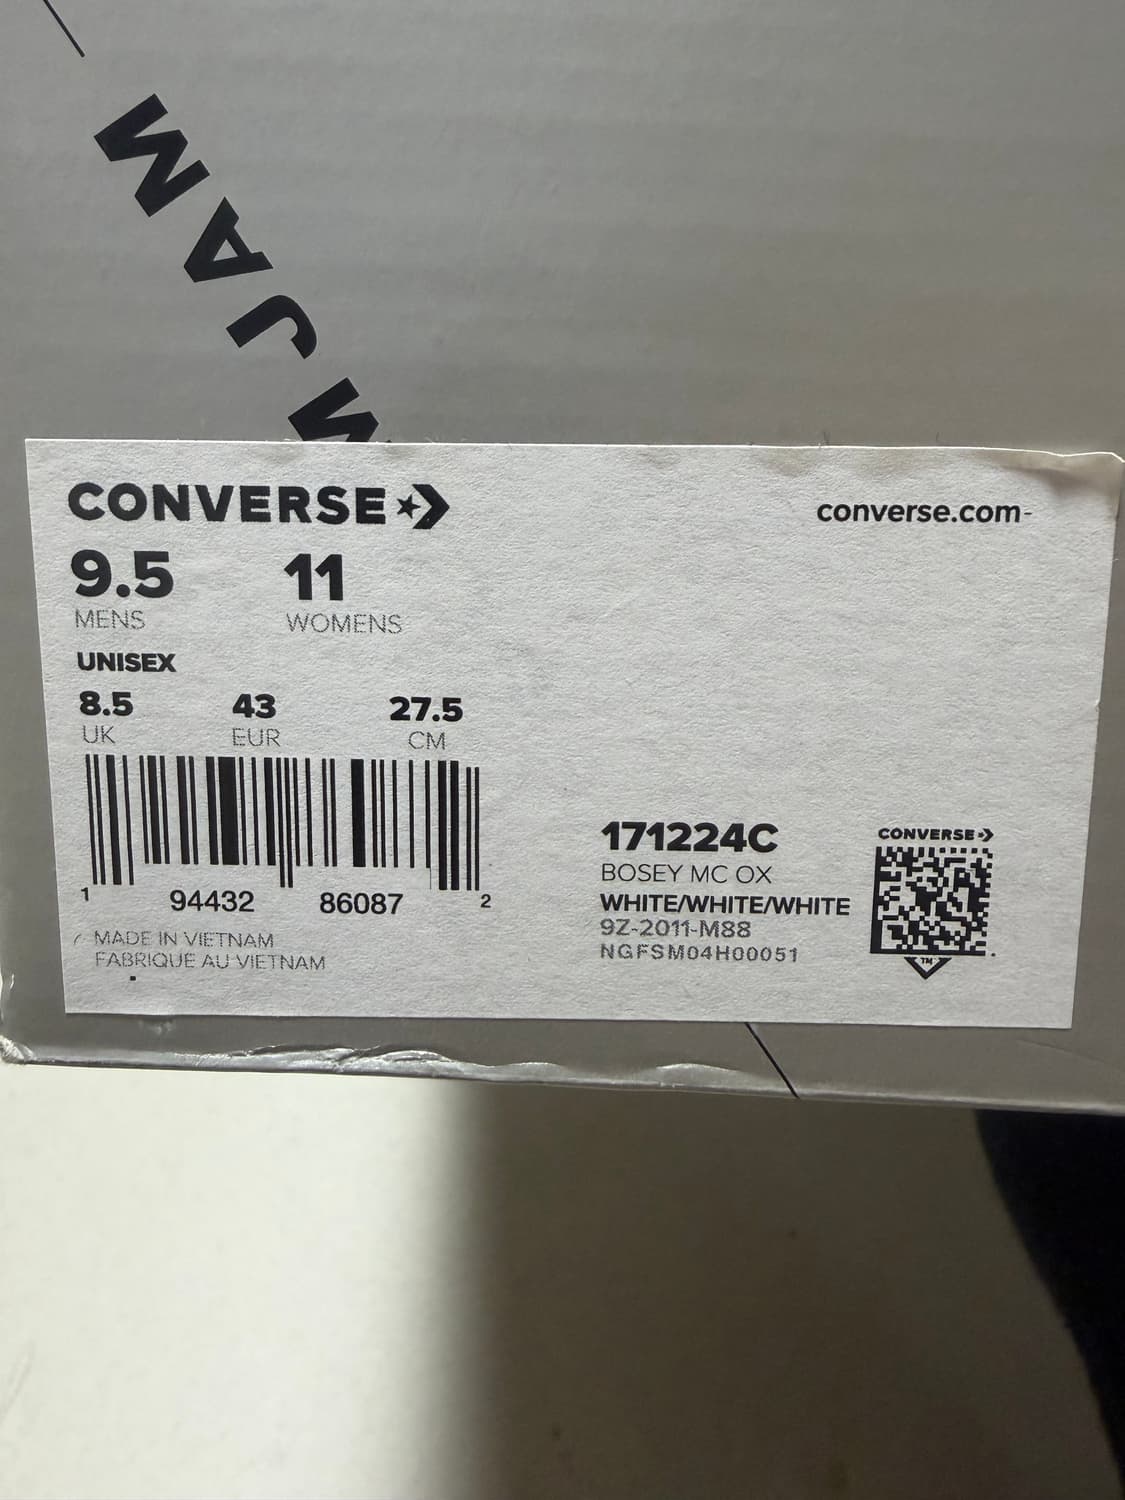 CONVERSE
converse.com-
9.5 11
MENS WOMENS
UNISEX
8.5 43 27.5
UK EUR CM
1 94432 86087 2
MADE IN VIETNAM
FABRIQUE AU VIETNAM
171224C
BOSEY MC OX
WHITE/WHITE/WHITE
9Z-2011-M88
NGFSM04H00051
CONVERSE
TM